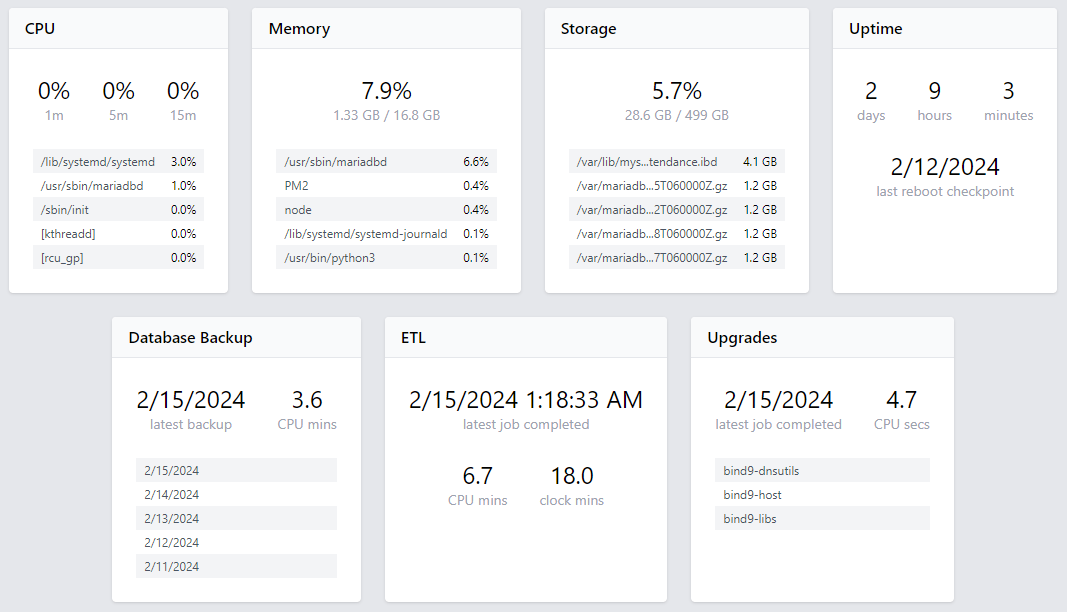 CPU
0% 0% 0%
1m 5m 15m
/lib/systemd/systemd 3.0%
/usr/sbin/mariadbd 1.0%
/sbin/init 0.0%
[kthreadd] 0.0%
[rcu_gp] 0.0%
Memory
7.9%
1.33 GB / 16.8 GB
/usr/sbin/mariadbd 6.6%
PM2 0.4%
node 0.4%
/lib/systemd/systemd-journald 0.1%
/usr/bin/python3 0.1%
Storage
5.7%
28.6 GB / 499 GB
/var/lib/mys...tendance.ibd 4.1 GB
/var/mariadb...5T060000Z.gz 1.2 GB
/var/mariadb...2T060000Z.gz 1.2 GB
/var/mariadb...8T060000Z.gz 1.2 GB
/var/mariadb...7T060000Z.gz 1.2 GB
Uptime
2 9 3
days hours minutes
2/12/2024
last reboot checkpoint
Database Backup
2/15/2024 3.6
latest backup CPU mins
2/15/2024
2/14/2024
2/13/2024
2/12/2024
2/11/2024
ETL
2/15/2024 1:18:33 AM
latest job completed
6.7 18.0
CPU mins clock mins
Upgrades
2/15/2024 4.7
latest job completed CPU secs
bind9-dnsutils
bind9-host
bind9-libs